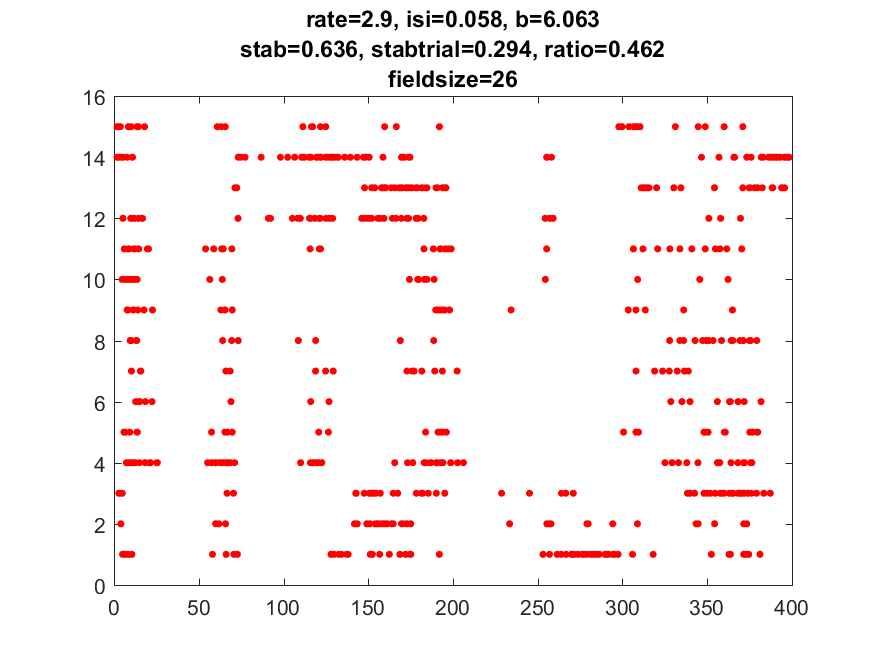 rate=2.9, isi=0.058, b=6.063
stab=0.636, stabtrial=0.294, ratio=0.462
fieldsize=26
16
14
12
10
8
6
4
2
0
0 50 100 150 200 250 300 350 400